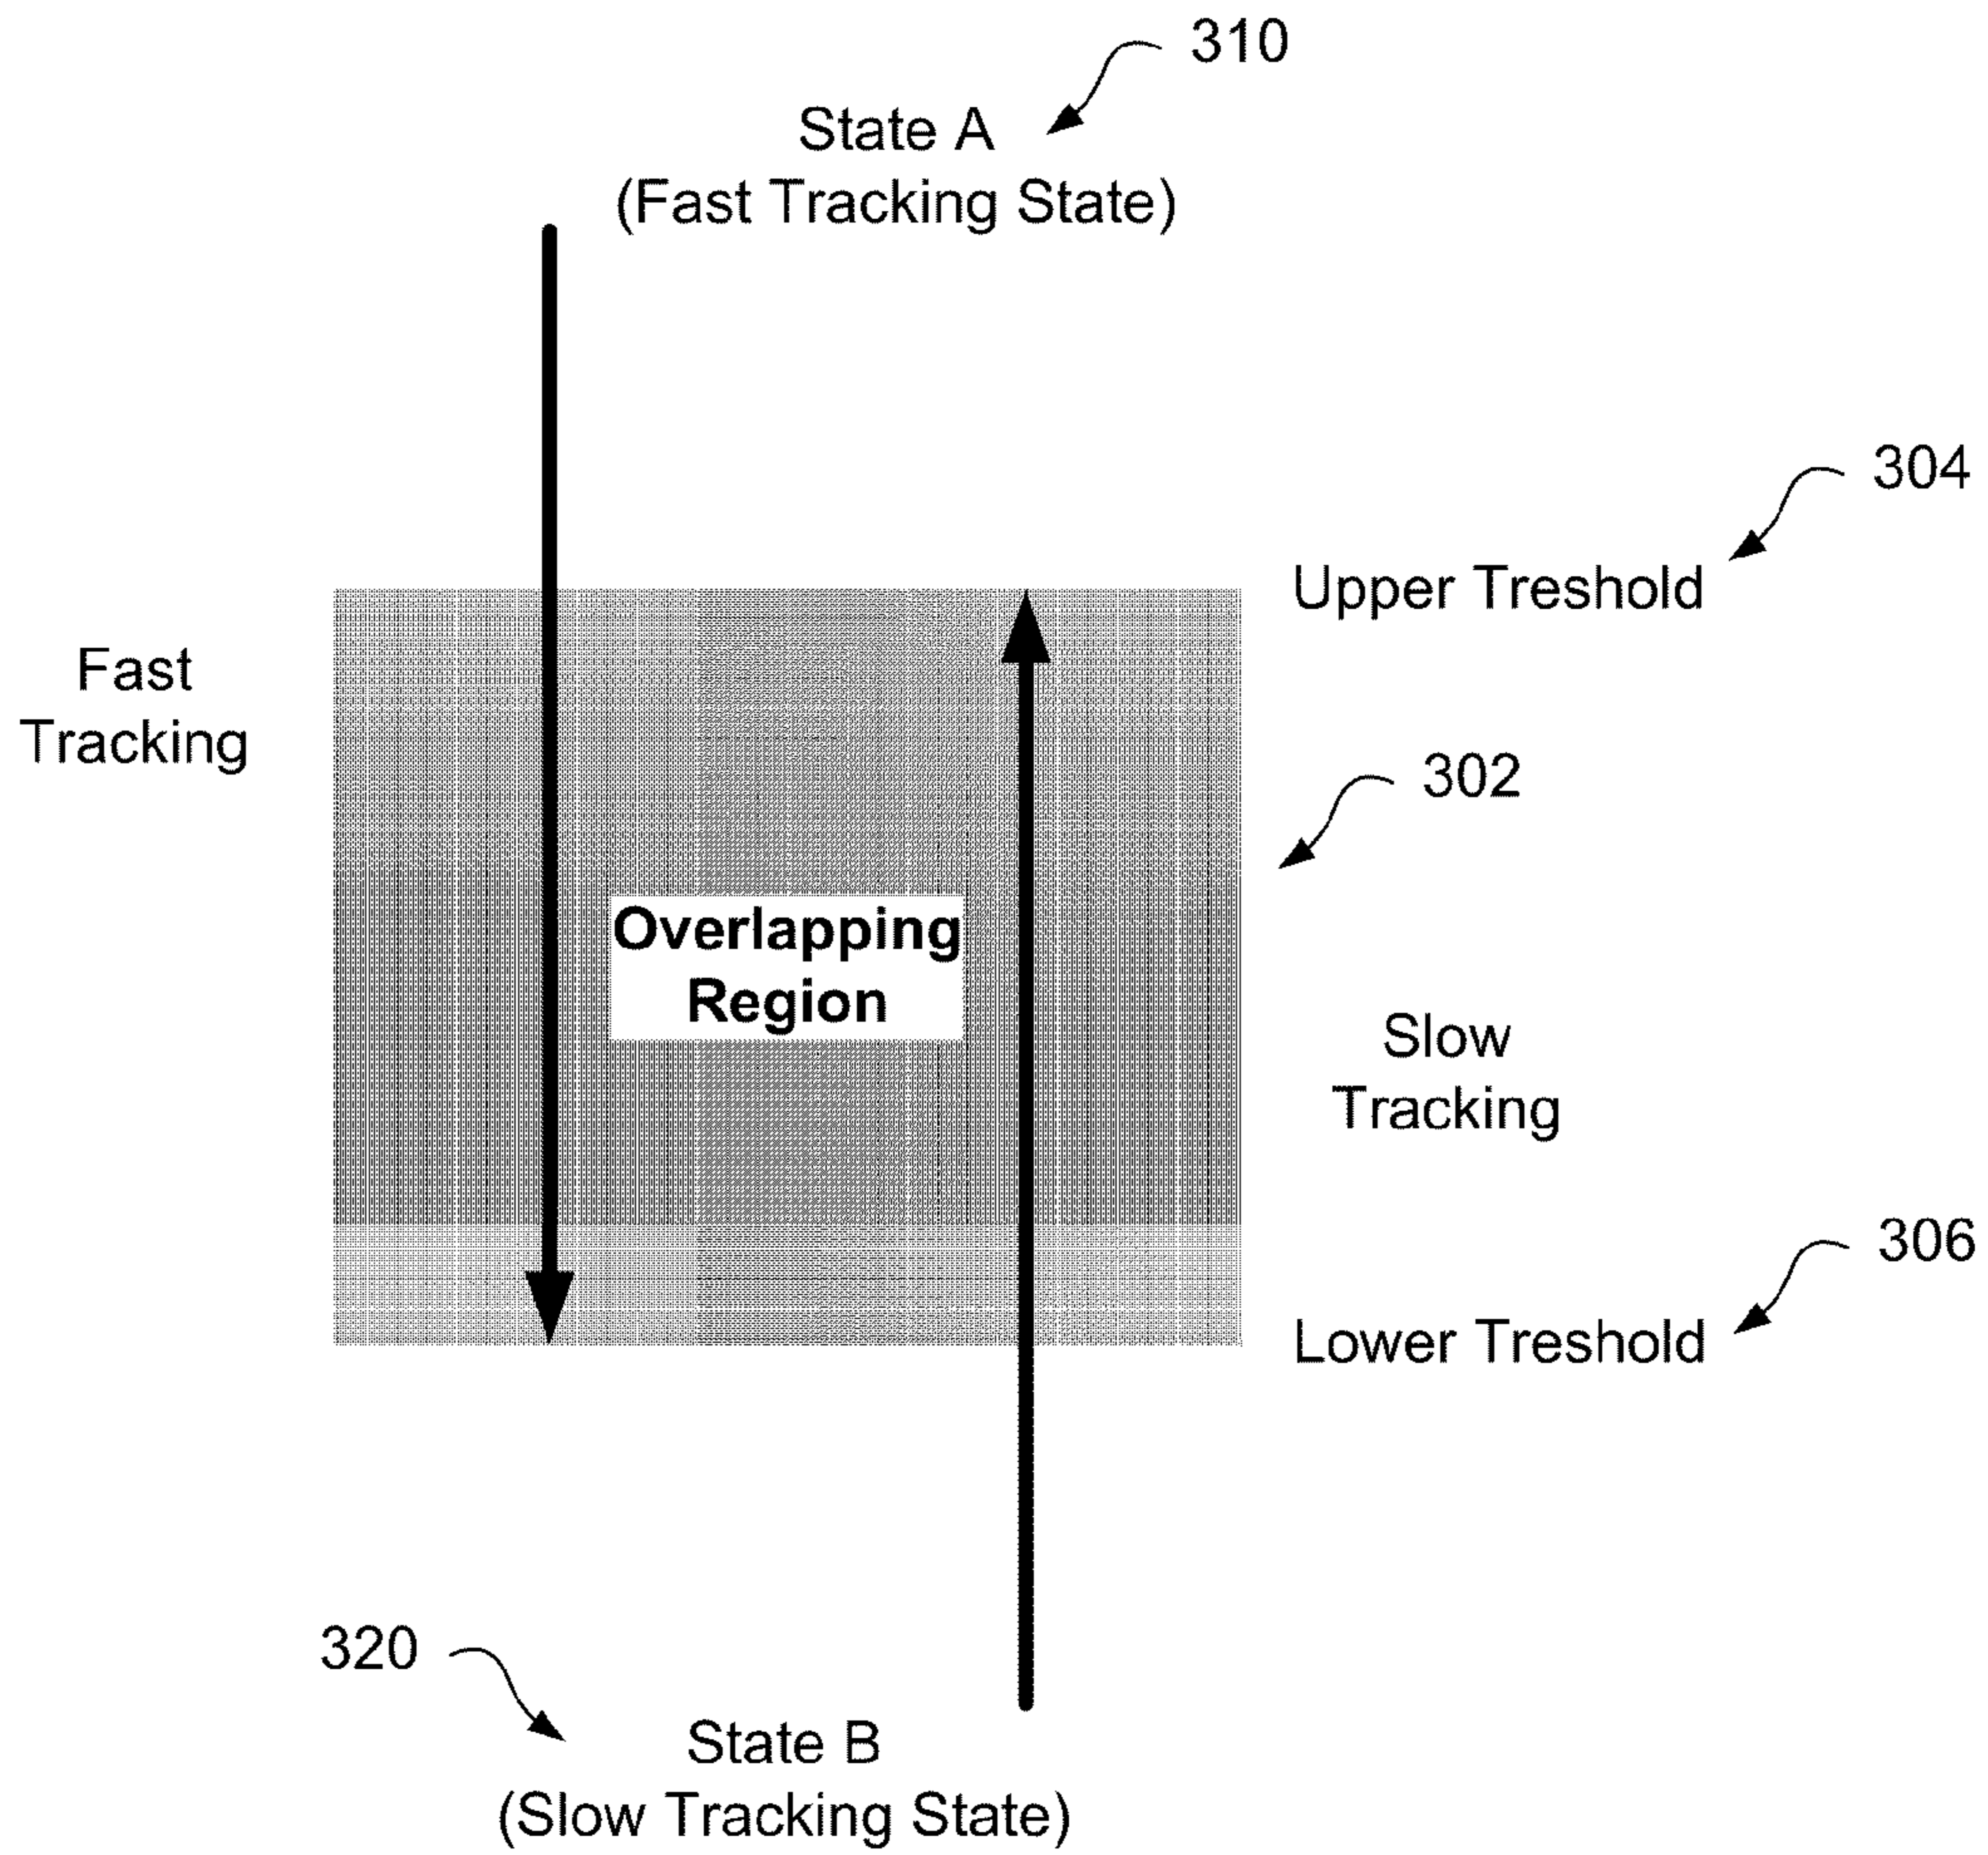 310
State A
(Fast Tracking State)
304
Upper Treshold
Fast
Tracking
302
Overlapping
Region
Slow
Tracking
306
Lower Treshold
320
State B
(Slow Tracking State)